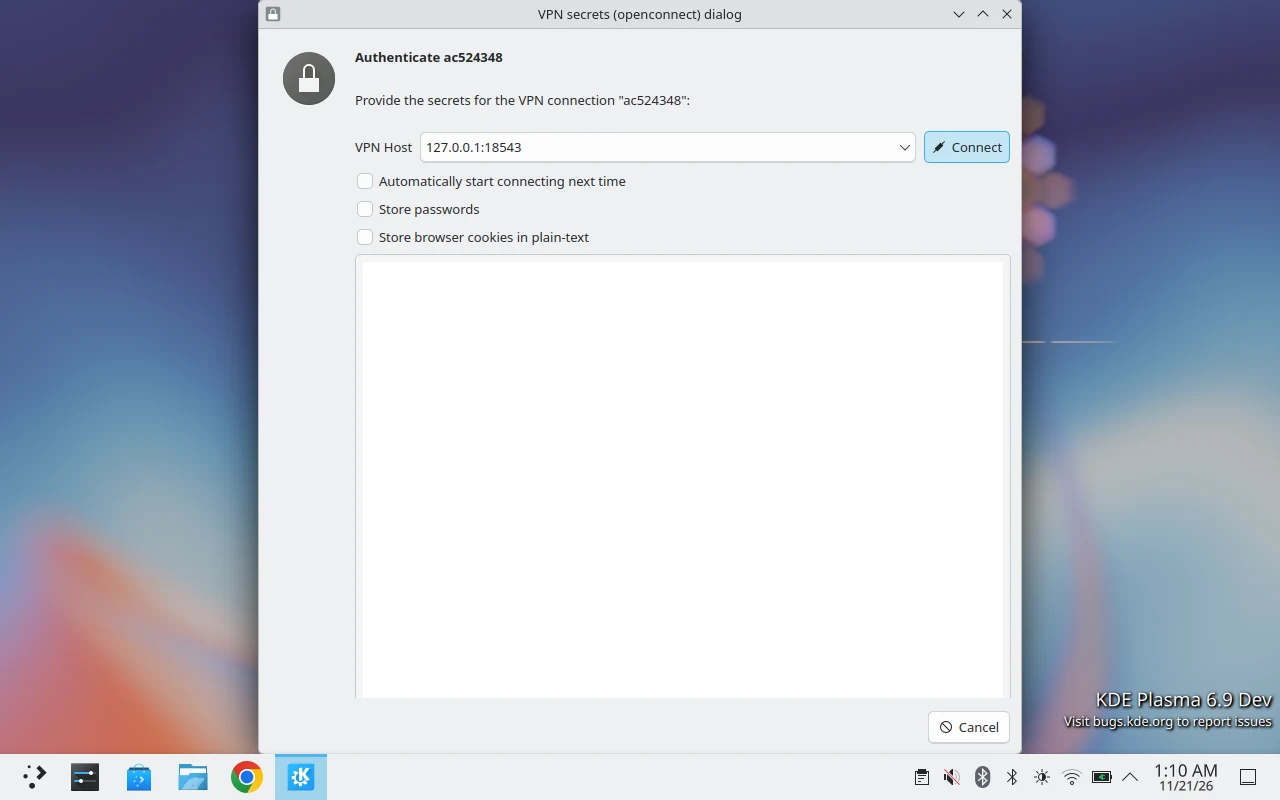 VPN secrets (openconnect) dialog
Authenticate ac524348
Provide the secrets for the VPN connection "ac524348":
VPN Host 127.0.0.1:18543 Connect
Automatically start connecting next time
Store passwords
Store browser cookies in plain-text
Cancel
KDE Plasma 6.9 Dev
Visit bugs.kde.org to report issues
1:10 AM
11/21/26